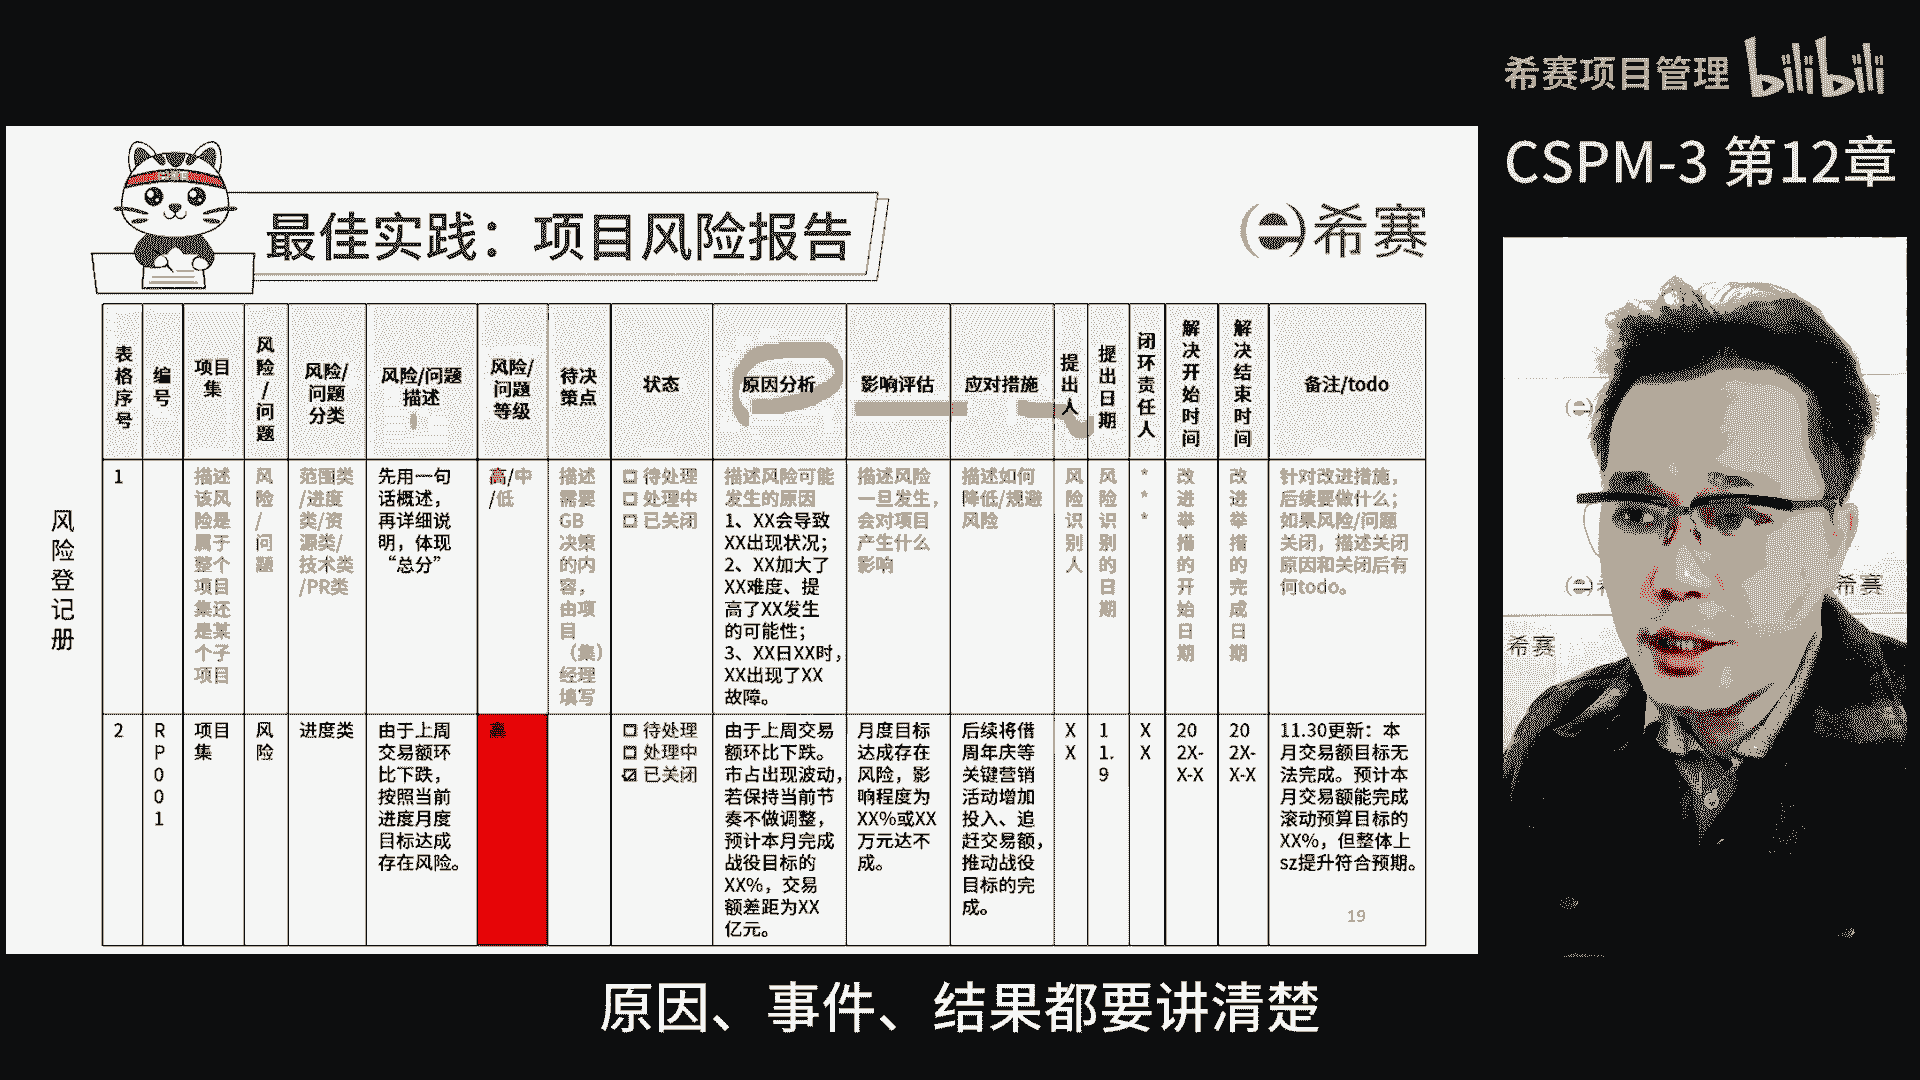 希赛项目管理 bilibili
CSPM-3 第12章
最佳实践：项目风险报告
希赛
风险登记册
表格序号
编号
项目集
风险/问题
风险/问题分类
风险/问题描述
风险/问题等级
待决策点
状态
原因分析
影响评估
应对措施
提出人
提出日期
闭环责任人
解决开始时间
解决结束时间
备注/todo
1
描述该风险是属于整个项目集还是某个子项目
风险/问题
范围类/进度类/资源类/技术类/PR类
先用一句话概述，再详细说明，体现“总分”
高/中/低
描述需要GB决策的内容，由项目（集）经理填写
□ 待处理
□ 处理中
□ 已关闭
描述风险可能发生的原因
1、XX会导致XX出现状况；
2、XX加大了XX难度、提高了XX发生的可能性；
3、XX日XX时，XX出现了XX故障。
描述风险一旦发生，会对项目产生什么影响
描述如何降低/规避风险
风险识别人
风险识别的日期
***
改进举措的开始日期
改进举措的完成日期
针对改进措施，后续要做什么；如果风险/问题关闭，描述关闭原因和关闭后有何todo。
2
RP001
项目集
风险
进度类
由于上周交易额环比下跌，按照当前进度月度目标达成存在风险。
高
□ 待处理
□ 处理中
☑ 已关闭
由于上周交易额环比下跌。市占出现波动，若保持当前节奏不做调整，预计本月完成战役目标的XX%，交易额差距为XX亿元。
月度目标达成存在风险，影响程度为XX%或XX万元达不成。
后续将借周年庆等关键营销活动增加投入、追赶交易额，推动战役目标的完成。
XX
11.9
XX
202X-X-X
202X-X-X
11.30更新：本月交易额目标无法完成。预计本月交易额能完成滚动预算目标的XX%，但整体上sz提升符合预期。
19
希赛
希赛
原因、事件、结果都要讲清楚